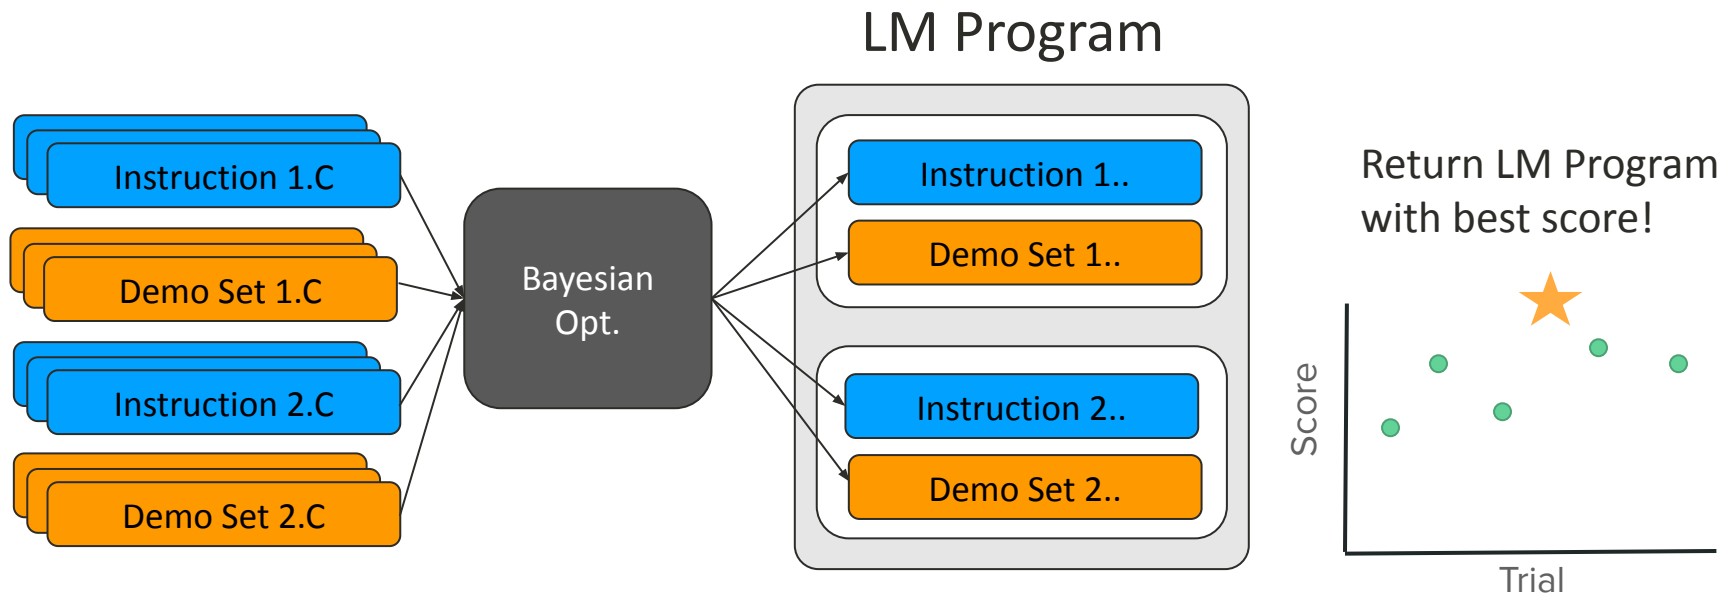 LM Program
Instruction 1.C
Demo Set 1.C
Instruction 2.C
Demo Set 2.C
Bayesian
Opt.
Instruction 1..
Demo Set 1..
Instruction 2..
Demo Set 2..
Return LM Program
with best score!
Score
Trial